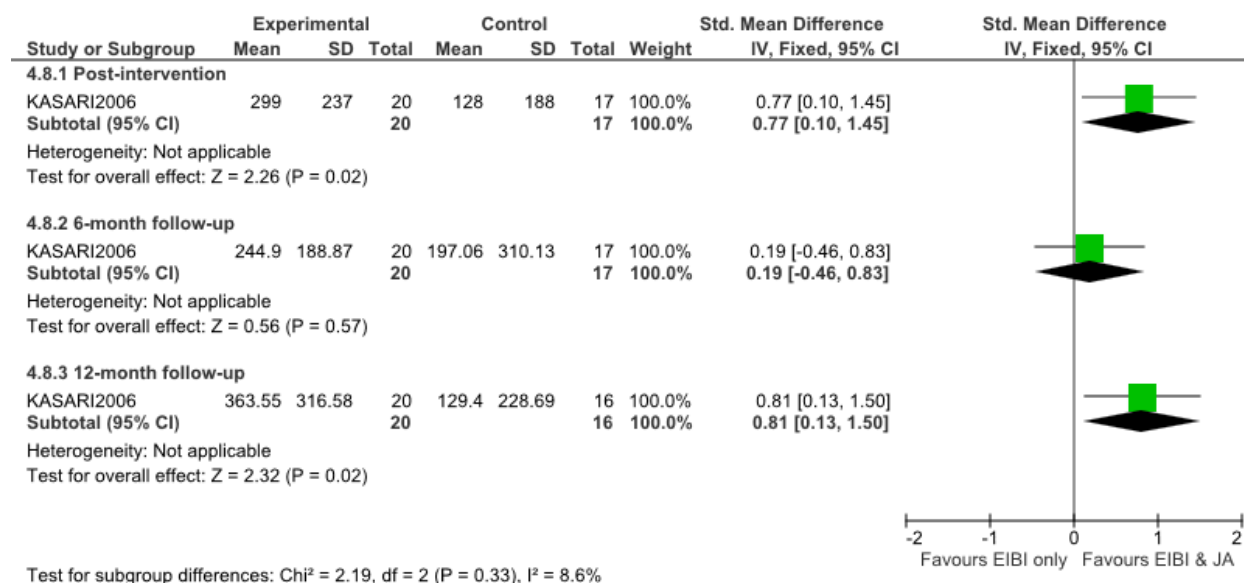 Experimental Control Std. Mean Difference Std. Mean Difference
Study or Subgroup Mean SD Total Mean SD Total Weight IV, Fixed, 95% CI IV, Fixed, 95% CI
4.8.1 Post-intervention
KASARI2006 299 237 20 128 188 17 100.0% 0.77 [0.10, 1.45]
Subtotal (95% CI) 20 17 100.0% 0.77 [0.10, 1.45]
Heterogeneity: Not applicable
Test for overall effect: Z = 2.26 (P = 0.02)
4.8.2 6-month follow-up
KASARI2006 244.9 188.87 20 197.06 310.13 17 100.0% 0.19 [-0.46, 0.83]
Subtotal (95% CI) 20 17 100.0% 0.19 [-0.46, 0.83]
Heterogeneity: Not applicable
Test for overall effect: Z = 0.56 (P = 0.57)
4.8.3 12-month follow-up
KASARI2006 363.55 316.58 20 129.4 228.69 16 100.0% 0.81 [0.13, 1.50]
Subtotal (95% CI) 20 16 100.0% 0.81 [0.13, 1.50]
Heterogeneity: Not applicable
Test for overall effect: Z = 2.32 (P = 0.02)
-2 -1 0 1 2
Favours EIBI only Favours EIBI & JA
Test for subgroup differences: Chi² = 2.19, df = 2 (P = 0.33), I² = 8.6%